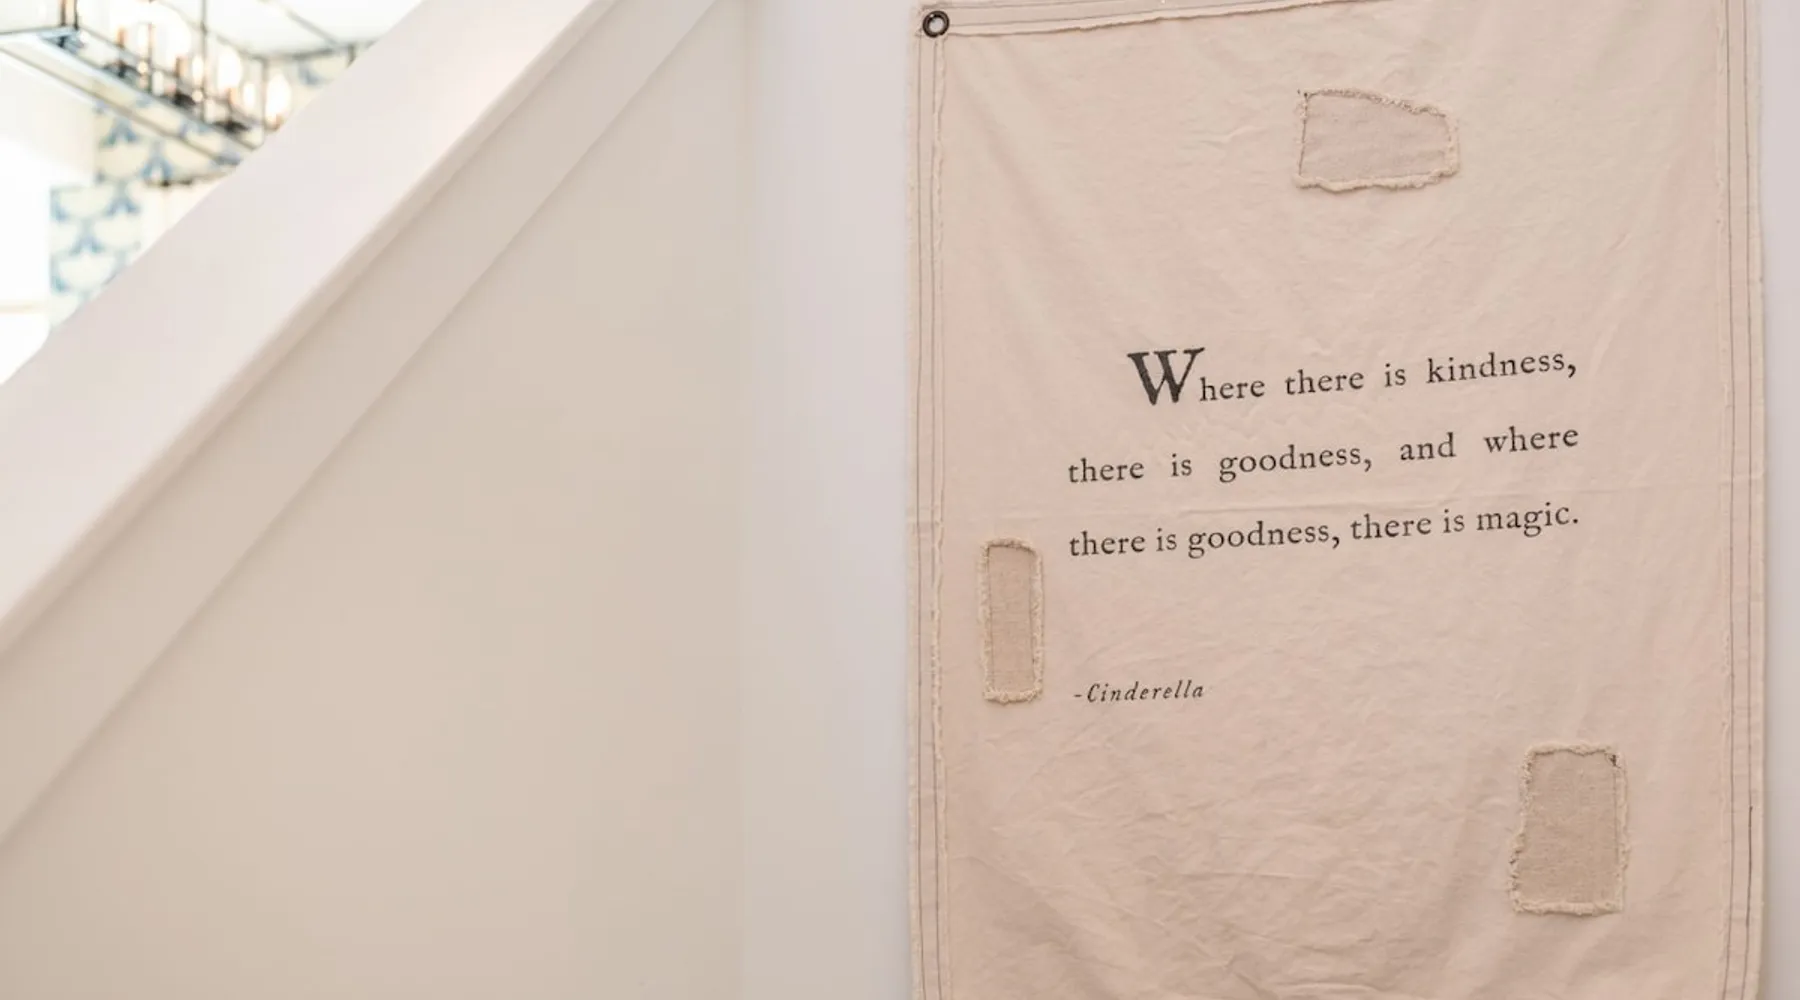 Where there is kindness,
there is goodness, and where
there is goodness, there is magic.
-Cinderella